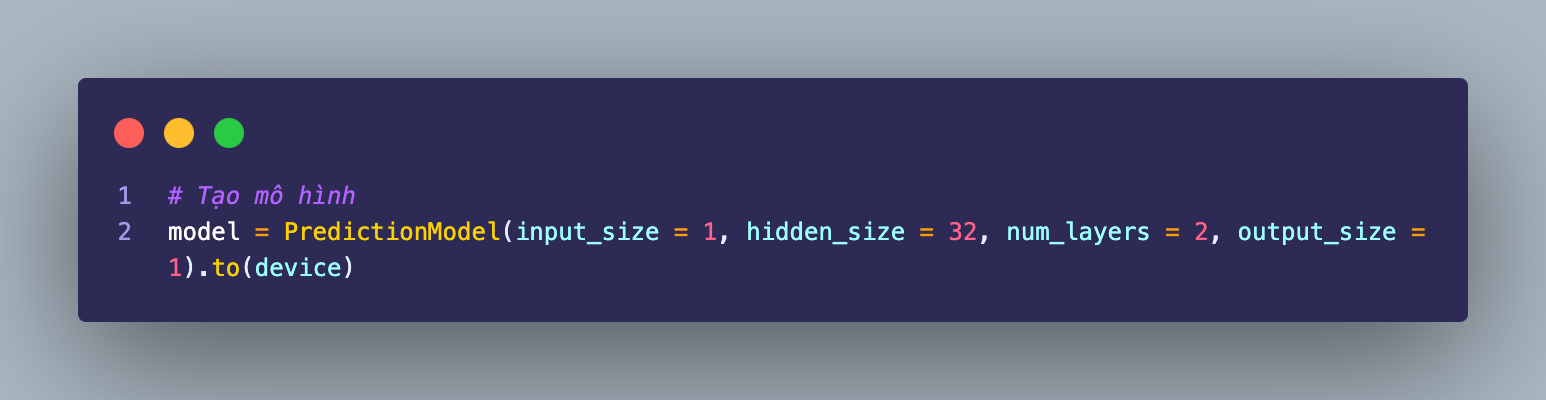 1 # Tạo mô hình
2 model = PredictionModel(input_size = 1, hidden_size = 32, num_layers = 2, output_size =
1).to(device)